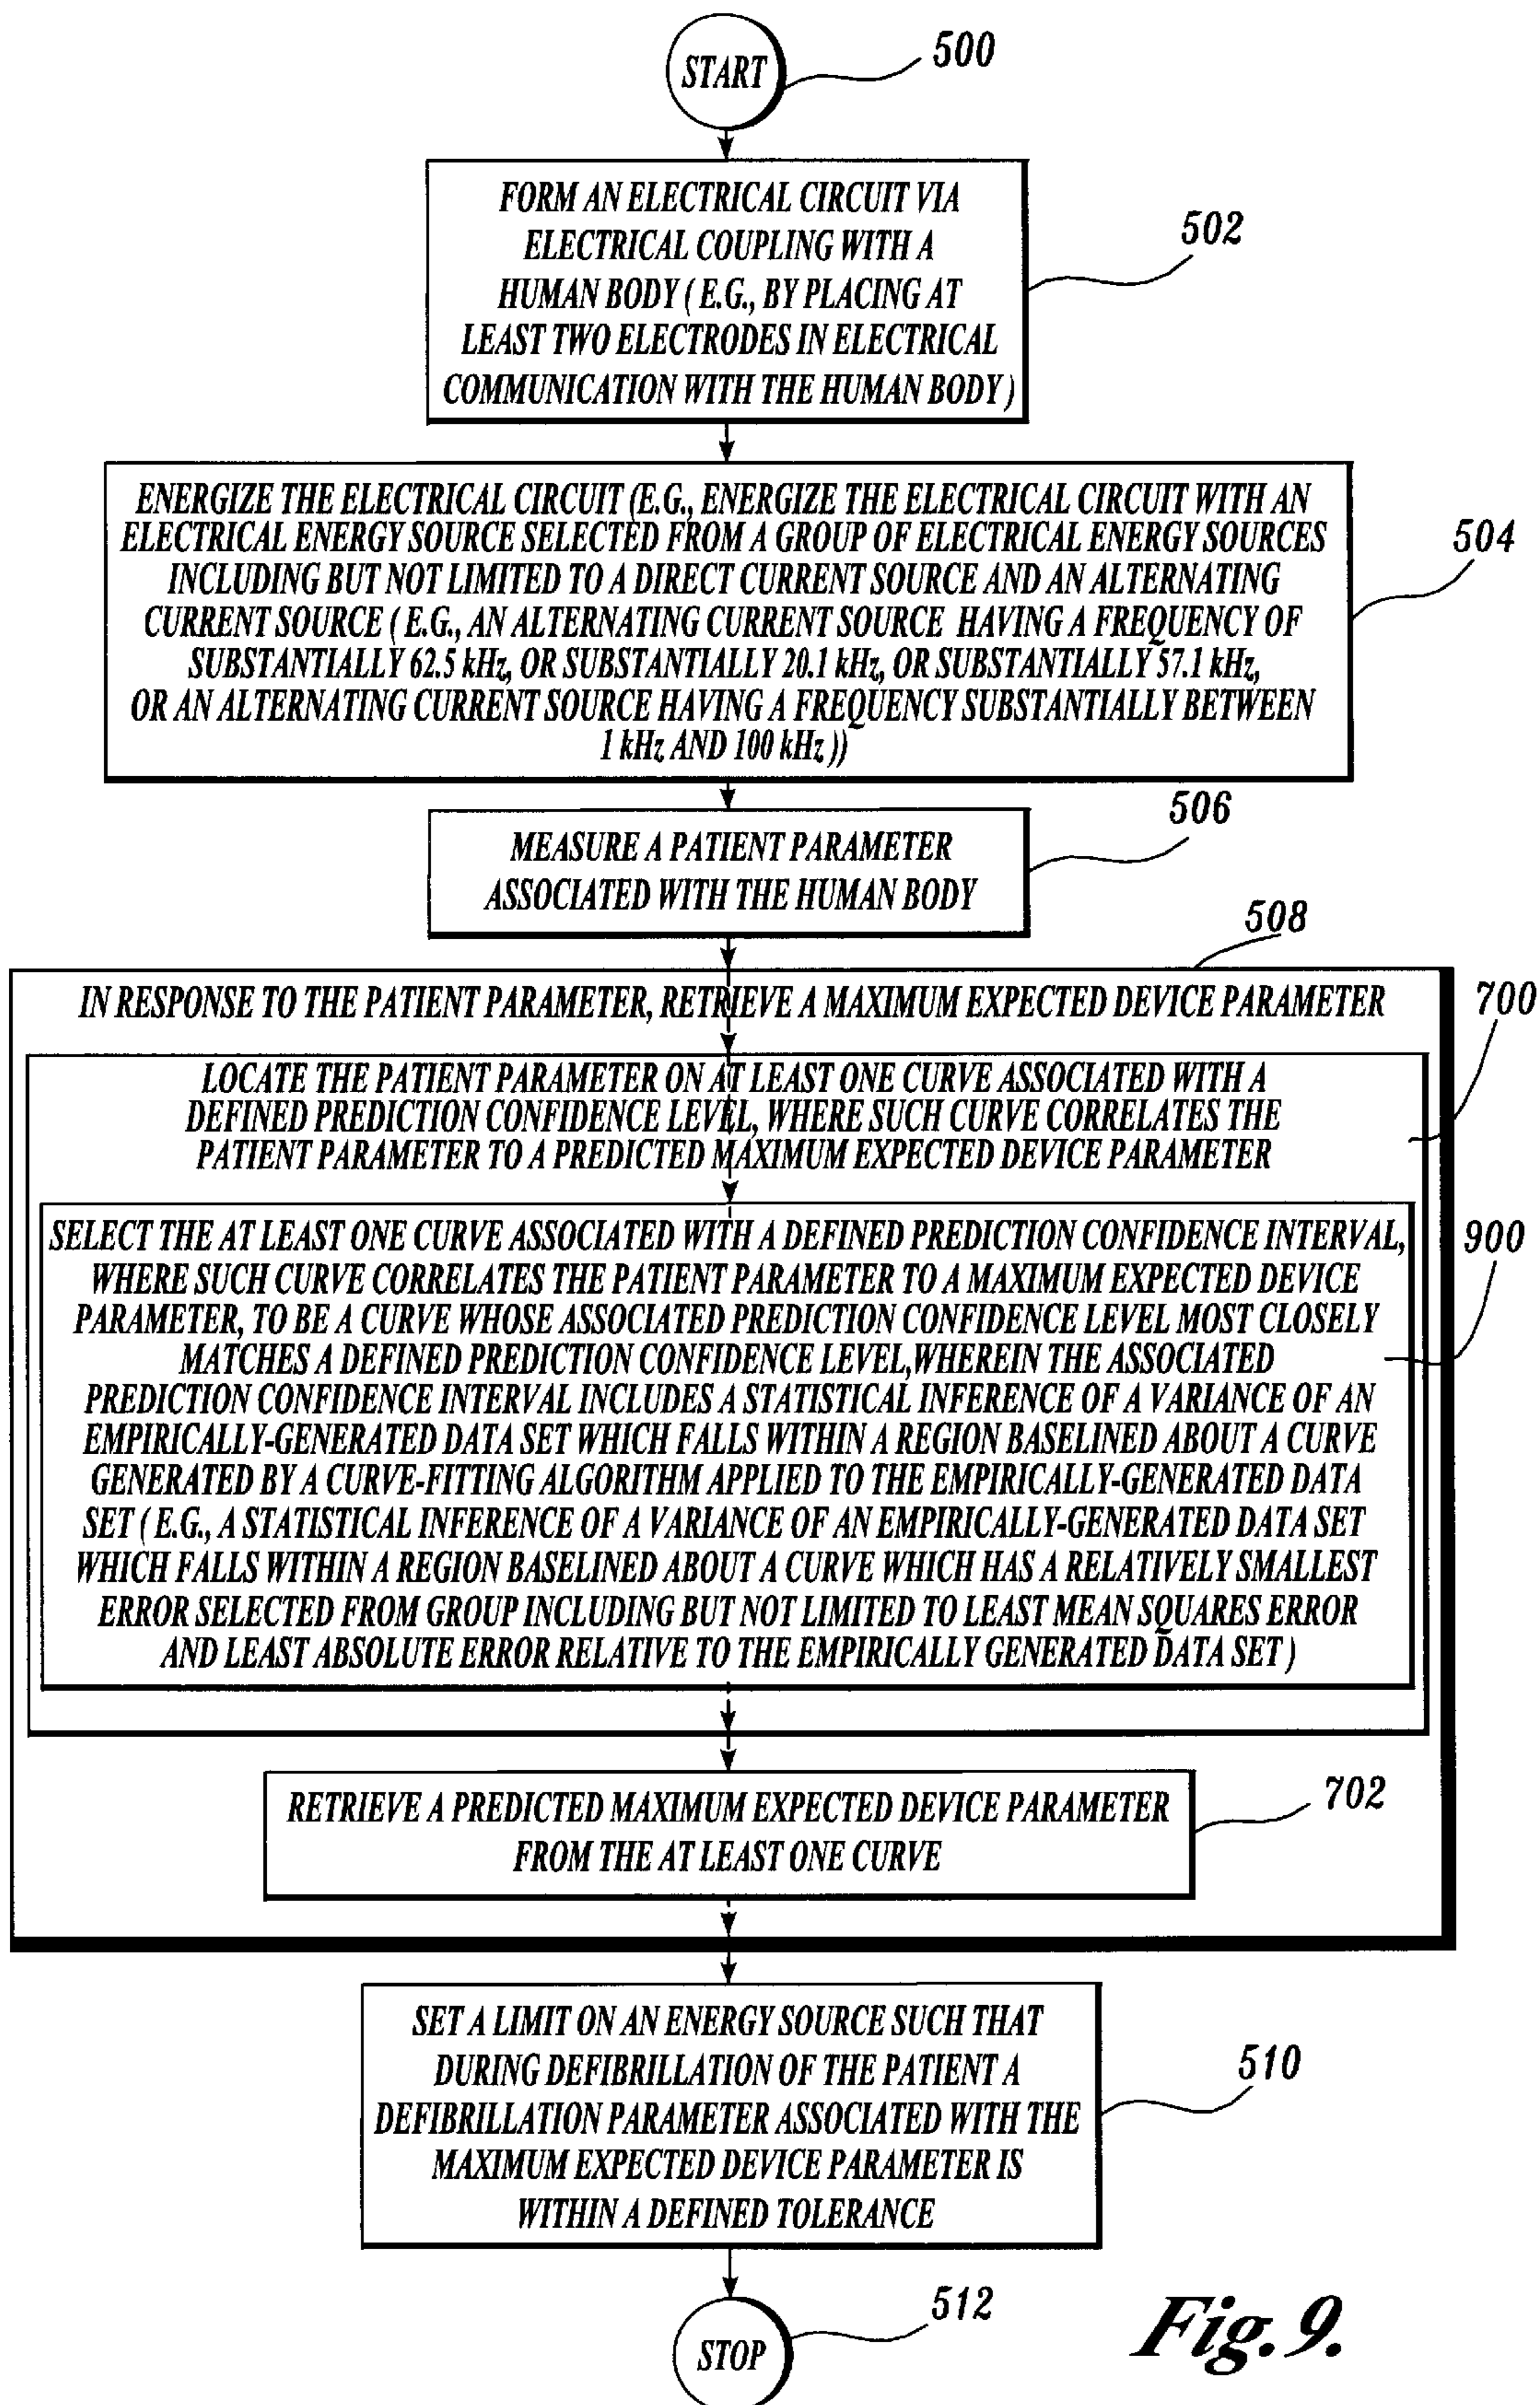 START
500
FORM AN ELECTRICAL CIRCUIT VIA
ELECTRICAL COUPLING WITH A
HUMAN BODY ( E.G., BY PLACING AT
LEAST TWO ELECTRODES IN ELECTRICAL
COMMUNICATION WITH THE HUMAN BODY )
502
ENERGIZE THE ELECTRICAL CIRCUIT (E.G., ENERGIZE THE ELECTRICAL CIRCUIT WITH AN
ELECTRICAL ENERGY SOURCE SELECTED FROM A GROUP OF ELECTRICAL ENERGY SOURCES
INCLUDING BUT NOT LIMITED TO A DIRECT CURRENT SOURCE AND AN ALTERNATING
CURRENT SOURCE ( E.G., AN ALTERNATING CURRENT SOURCE HAVING A FREQUENCY OF
SUBSTANTIALLY 62.5 kHz, OR SUBSTANTIALLY 20.1 kHz, OR SUBSTANTIALLY 57.1 kHz,
OR AN ALTERNATING CURRENT SOURCE HAVING A FREQUENCY SUBSTANTIALLY BETWEEN
1 kHz AND 100 kHz ))
504
MEASURE A PATIENT PARAMETER
ASSOCIATED WITH THE HUMAN BODY
506
508
IN RESPONSE TO THE PATIENT PARAMETER, RETRIEVE A MAXIMUM EXPECTED DEVICE PARAMETER
700
LOCATE THE PATIENT PARAMETER ON AT LEAST ONE CURVE ASSOCIATED WITH A
DEFINED PREDICTION CONFIDENCE LEVEL, WHERE SUCH CURVE CORRELATES THE
PATIENT PARAMETER TO A PREDICTED MAXIMUM EXPECTED DEVICE PARAMETER
SELECT THE AT LEAST ONE CURVE ASSOCIATED WITH A DEFINED PREDICTION CONFIDENCE INTERVAL,
WHERE SUCH CURVE CORRELATES THE PATIENT PARAMETER TO A MAXIMUM EXPECTED DEVICE
PARAMETER, TO BE A CURVE WHOSE ASSOCIATED PREDICTION CONFIDENCE LEVEL MOST CLOSELY
MATCHES A DEFINED PREDICTION CONFIDENCE LEVEL,WHEREIN THE ASSOCIATED
PREDICTION CONFIDENCE INTERVAL INCLUDES A STATISTICAL INFERENCE OF A VARIANCE OF AN
EMPIRICALLY-GENERATED DATA SET WHICH FALLS WITHIN A REGION BASELINED ABOUT A CURVE
GENERATED BY A CURVE-FITTING ALGORITHM APPLIED TO THE EMPIRICALLY-GENERATED DATA
SET ( E.G., A STATISTICAL INFERENCE OF A VARIANCE OF AN EMPIRICALLY-GENERATED DATA SET
WHICH FALLS WITHIN A REGION BASELINED ABOUT A CURVE WHICH HAS A RELATIVELY SMALLEST
ERROR SELECTED FROM GROUP INCLUDING BUT NOT LIMITED TO LEAST MEAN SQUARES ERROR
AND LEAST ABSOLUTE ERROR RELATIVE TO THE EMPIRICALLY GENERATED DATA SET )
900
RETRIEVE A PREDICTED MAXIMUM EXPECTED DEVICE PARAMETER
FROM THE AT LEAST ONE CURVE
702
SET A LIMIT ON AN ENERGY SOURCE SUCH THAT
DURING DEFIBRILLATION OF THE PATIENT A
DEFIBRILLATION PARAMETER ASSOCIATED WITH THE
MAXIMUM EXPECTED DEVICE PARAMETER IS
WITHIN A DEFINED TOLERANCE
510
STOP
512
Fig. 9.